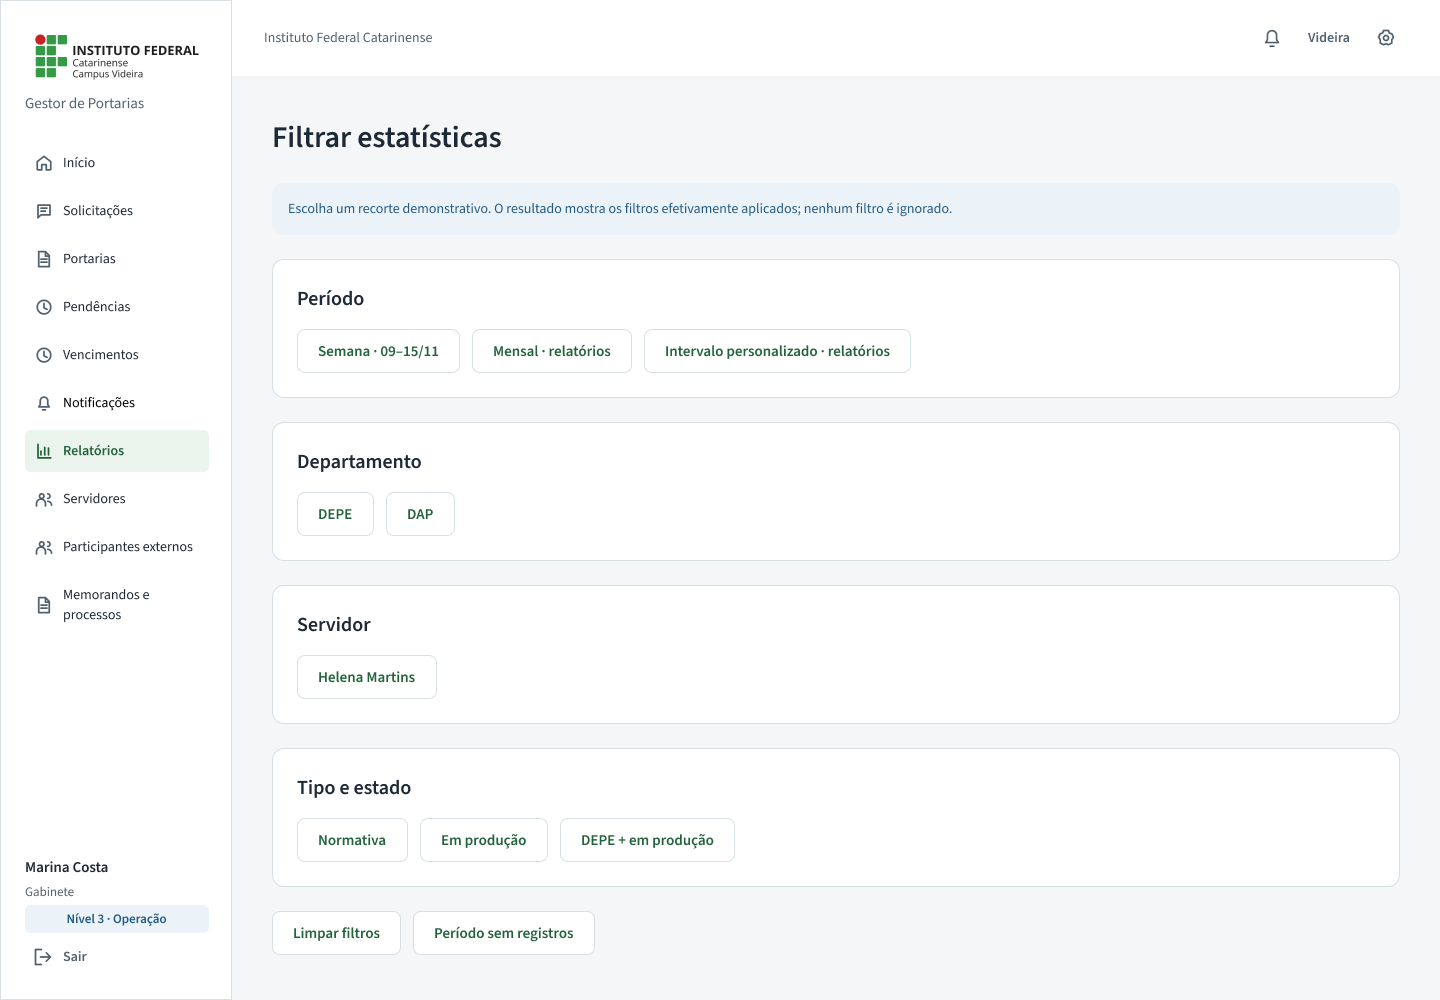 INSTITUTO FEDERAL
Catarinense
Campus Videira
Gestor de Portarias
Início
Solicitações
Portarias
Pendências
Vencimentos
Notificações
Relatórios
Servidores
Participantes externos
Memorandos e
processos
Marina Costa
Gabinete
Nível 3 · Operação
Sair
Instituto Federal Catarinense
Videira
Filtrar estatísticas
Escolha um recorte demonstrativo. O resultado mostra os filtros efetivamente aplicados; nenhum filtro é ignorado.
Período
Semana · 09–15/11
Mensal · relatórios
Intervalo personalizado · relatórios
Departamento
DEPE
DAP
Servidor
Helena Martins
Tipo e estado
Normativa
Em produção
DEPE + em produção
Limpar filtros
Período sem registros